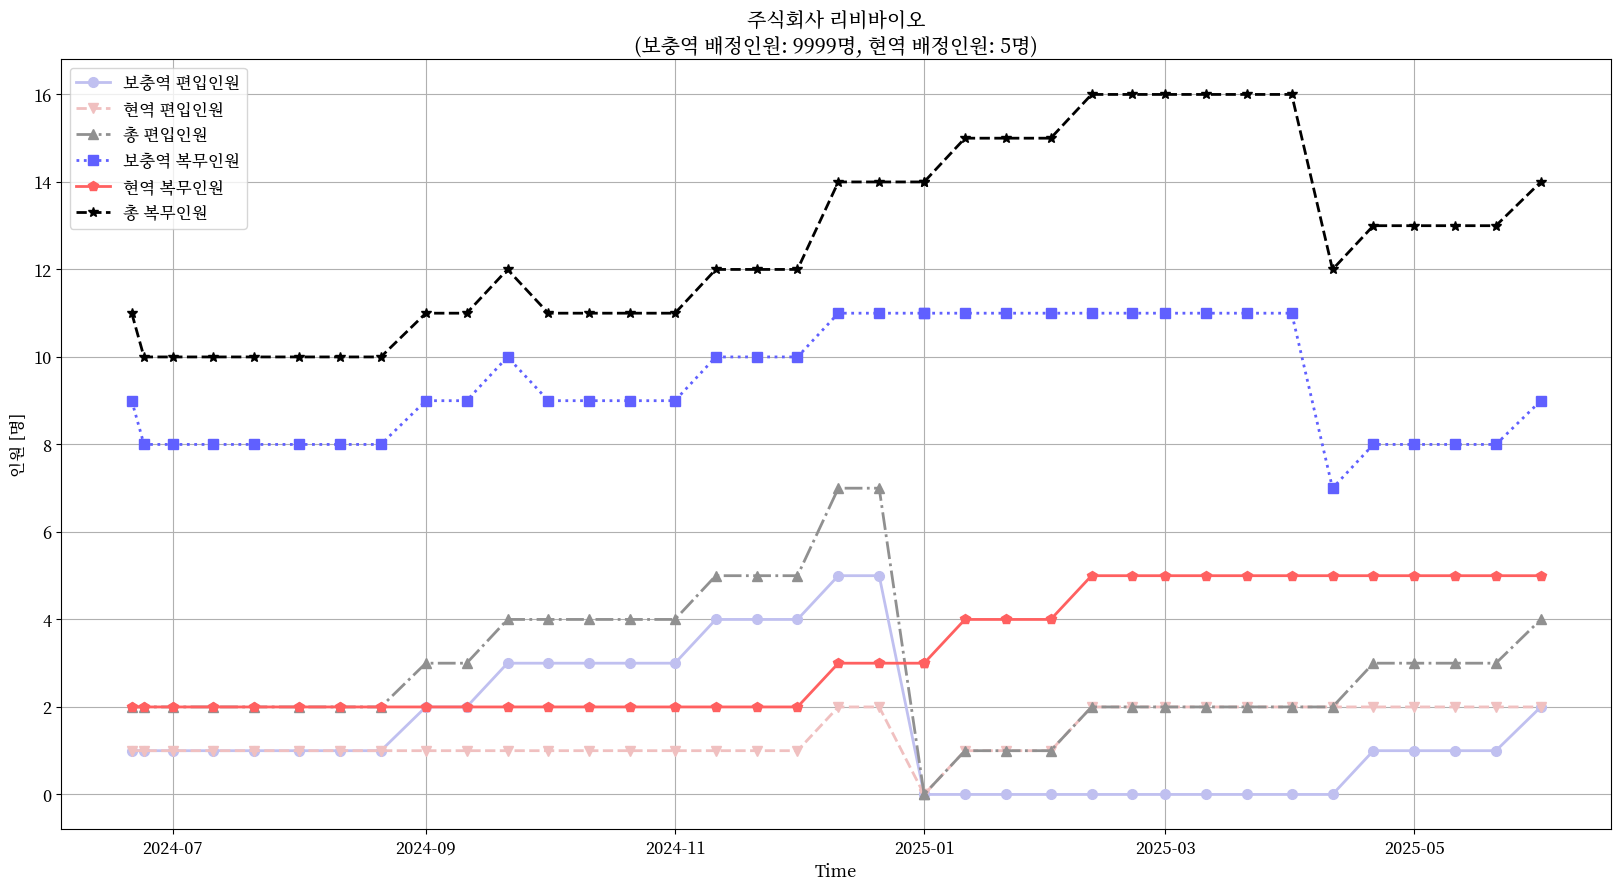 주식회사 리비바이오
(보충역 배정인원: 9999명, 현역 배정인원: 5명)
보충역 편입인원
현역 편입인원
총 편입인원
보충역 복무인원
현역 복무인원
총 복무인원
16
14
12
10
8
6
4
2
0
인원 [명]
2024-07
2024-09
2024-11
2025-01
2025-03
2025-05
Time